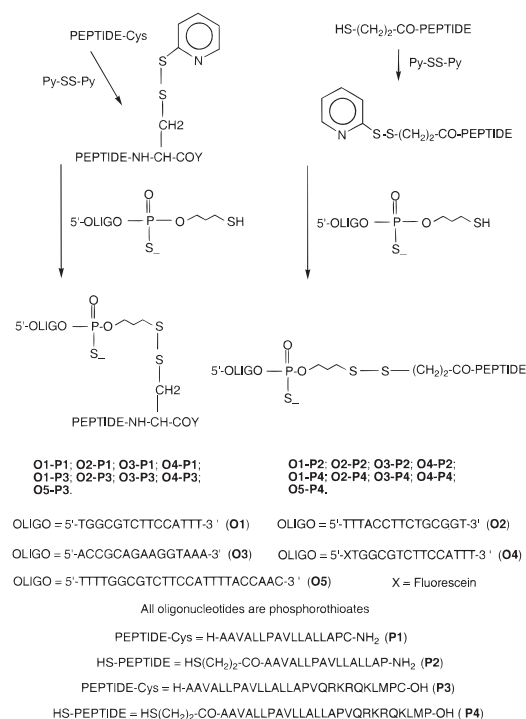 PEPTIDE-Cys
HS-(CH2)2-CO-PEPTIDE
Py-SS-Py
Py-SS-Py
N
S
S
CH2
PEPTIDE-NH-CH-COY
N
S-S-(CH2)2-CO-PEPTIDE
5'-OLIGO-P-O SH
O
S_
5'-OLIGO-P-O SH
O
S_
O
5'-OLIGO-P-O S
S_
S
CH2
PEPTIDE-NH-CH-COY
O
5'-OLIGO-P-O S-S-(CH2)2-CO-PEPTIDE
S_
O1-P1; O2-P1; O3-P1; O4-P1;
O1-P3; O2-P3; O3-P3; O4-P3;
O5-P3.
O1-P2; O2-P2; O3-P2; O4-P2;
O1-P4; O2-P4; O3-P4; O4-P4;
O5-P4.
OLIGO = 5'-TGGCGTCTTCCATTT-3' (O1) OLIGO = 5'-TTTACCTTCTGCGGT-3' (O2)
OLIGO = 5'-ACCGCAGAAGGTAAA-3' (O3) OLIGO = 5'-XTGGCGTCTTCCATTT-3' (O4)
OLIGO = 5'-TTTTGGCGTCTTCCATTTTACCAAC-3' (O5) X = Fluorescein
All oligonucleotides are phosphorothioates
PEPTIDE-Cys = H-AAVALLPAVLLALLAPC-NH2 (P1)
HS-PEPTIDE = HS(CH2)2-CO-AAVALLPAVLLALLAP-NH2 (P2)
PEPTIDE-Cys = H-AAVALLPAVLLALLAPVQRKRQKLMPC-OH (P3)
HS-PEPTIDE = HS(CH2)2-CO-AAVALLPAVLLALLAPVQRKRQKLMP-OH (P4)